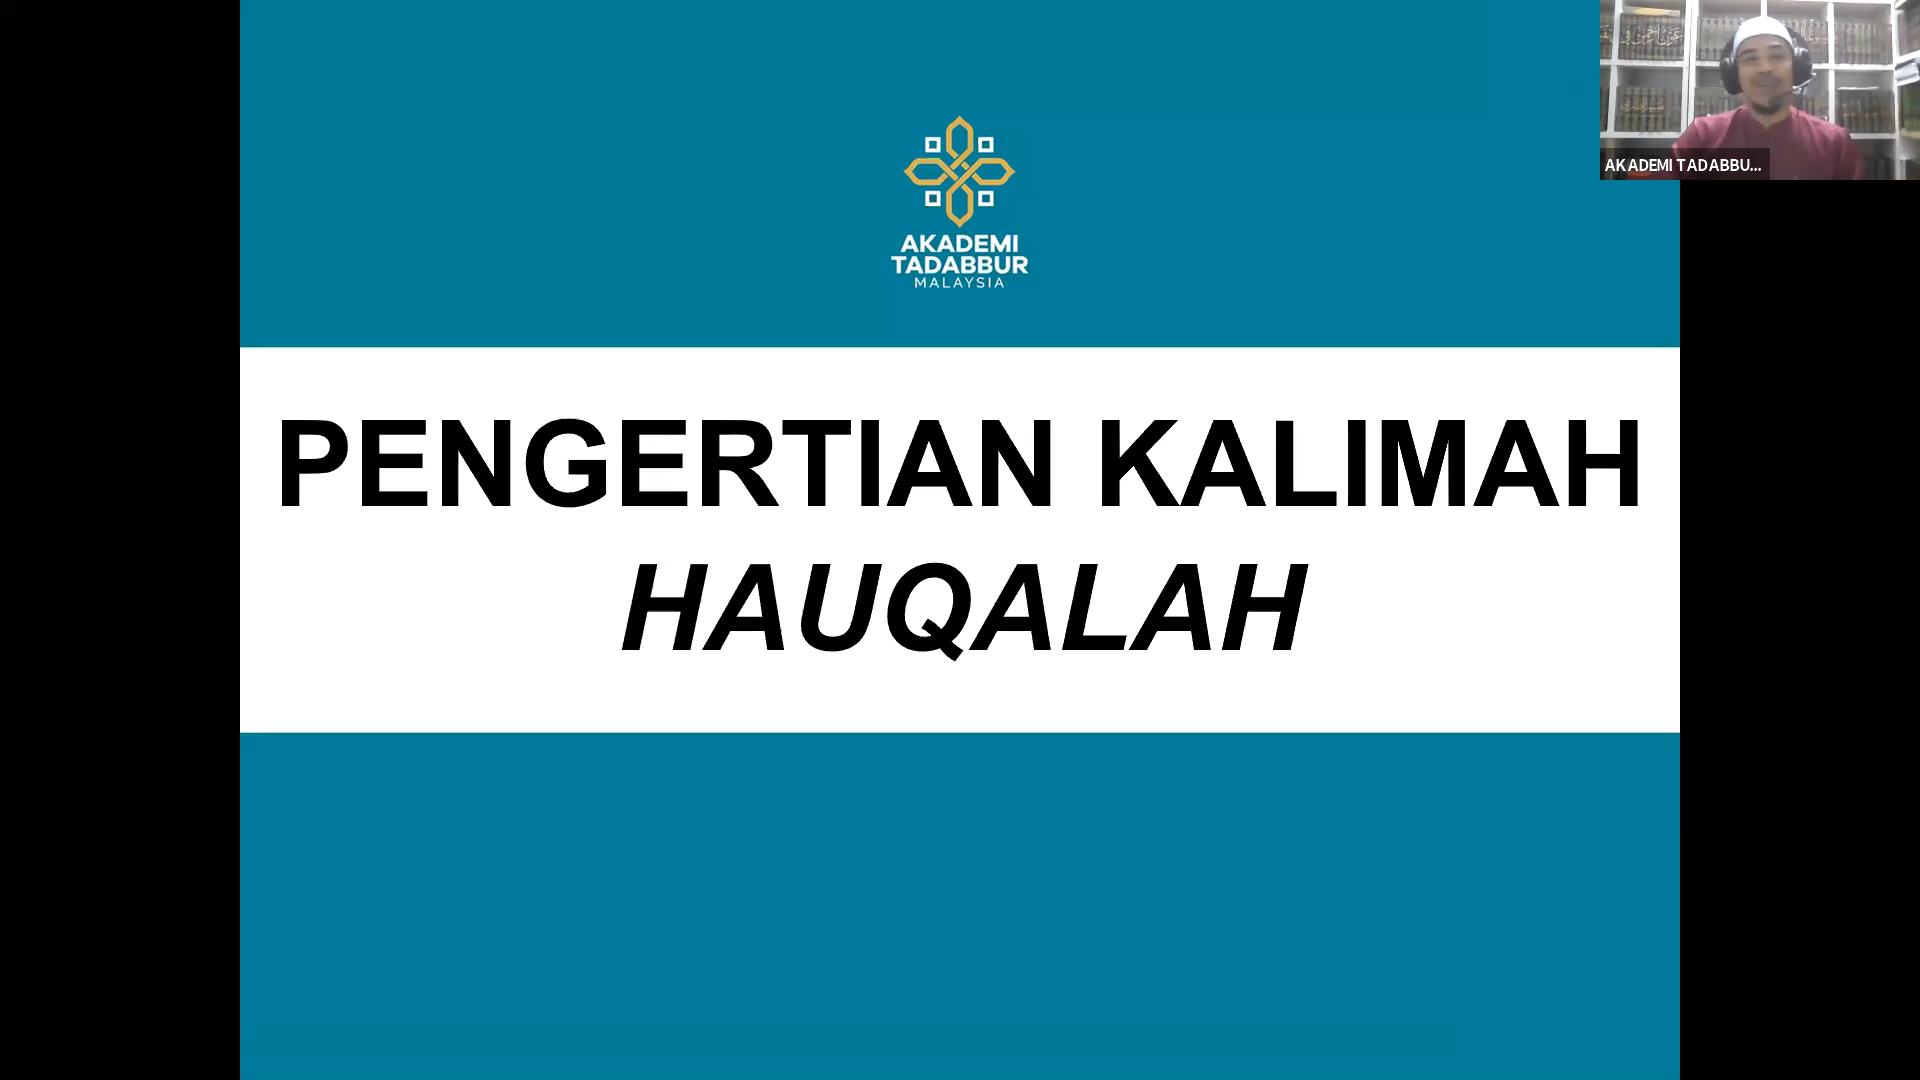 AKADEMI
TADABBUR
MALAYSIA
PENGERTIAN KALIMAH
HAUQALAH
AKADEMI TADABBU...